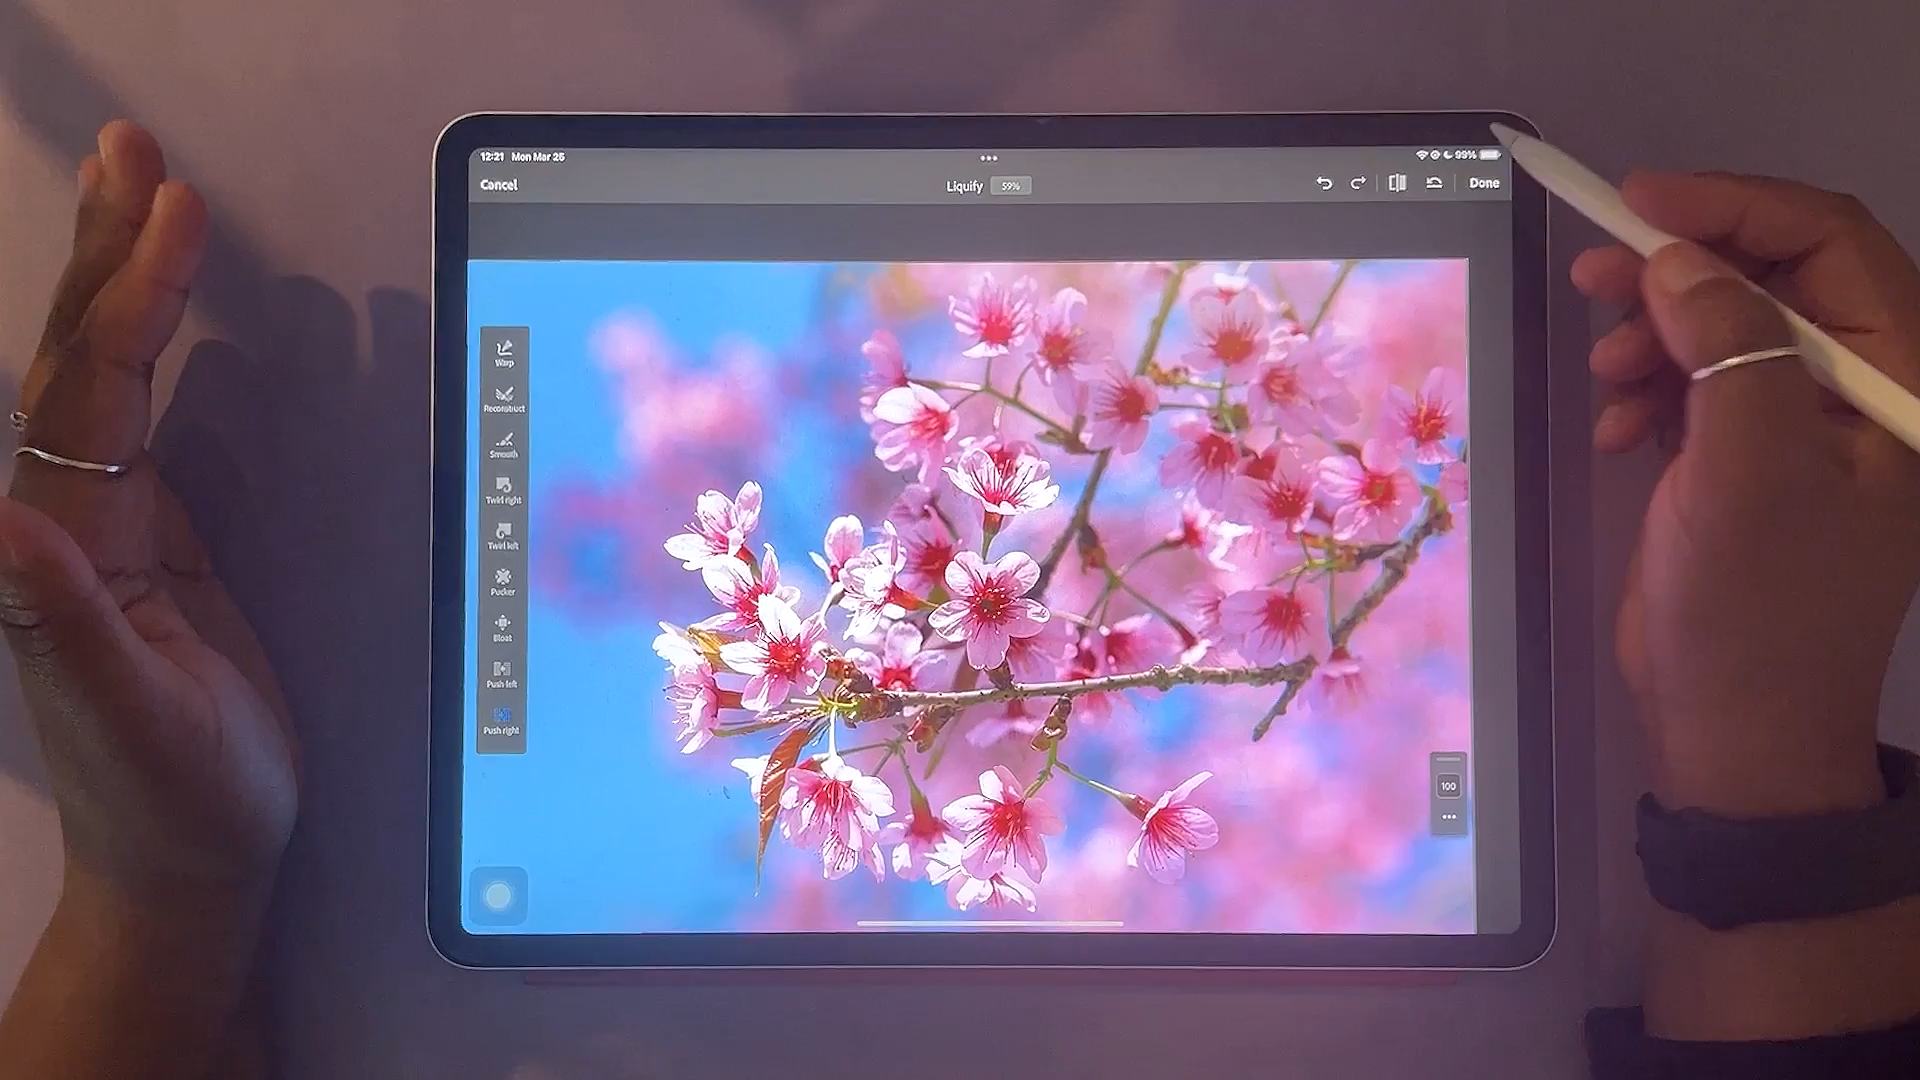 12:21 Mon Mar 25
99%
Cancel
Liquify 59%
Done
Warp
Reconstruct
Smooth
Twirl right
Twirl left
Pucker
Bloat
Push left
Push right
100